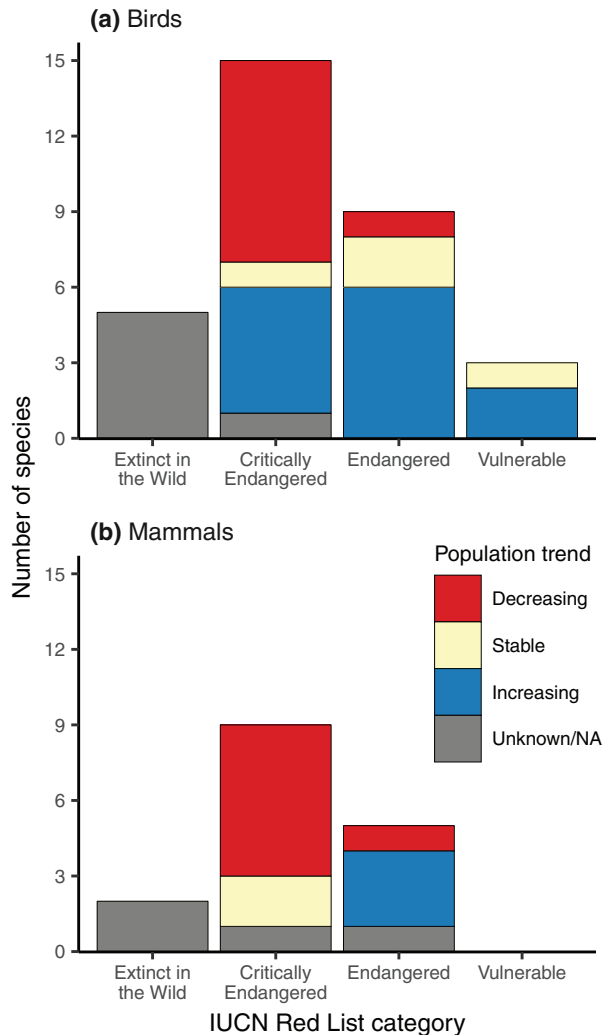 (a) Birds
15
12
9
6
3
0
Extinct in
the Wild
Critically
Endangered
Endangered
Vulnerable
Number of species
(b) Mammals
15
12
9
6
3
0
Population trend
Decreasing
Stable
Increasing
Unknown/NA
Extinct in
the Wild
Critically
Endangered
Endangered
Vulnerable
IUCN Red List category